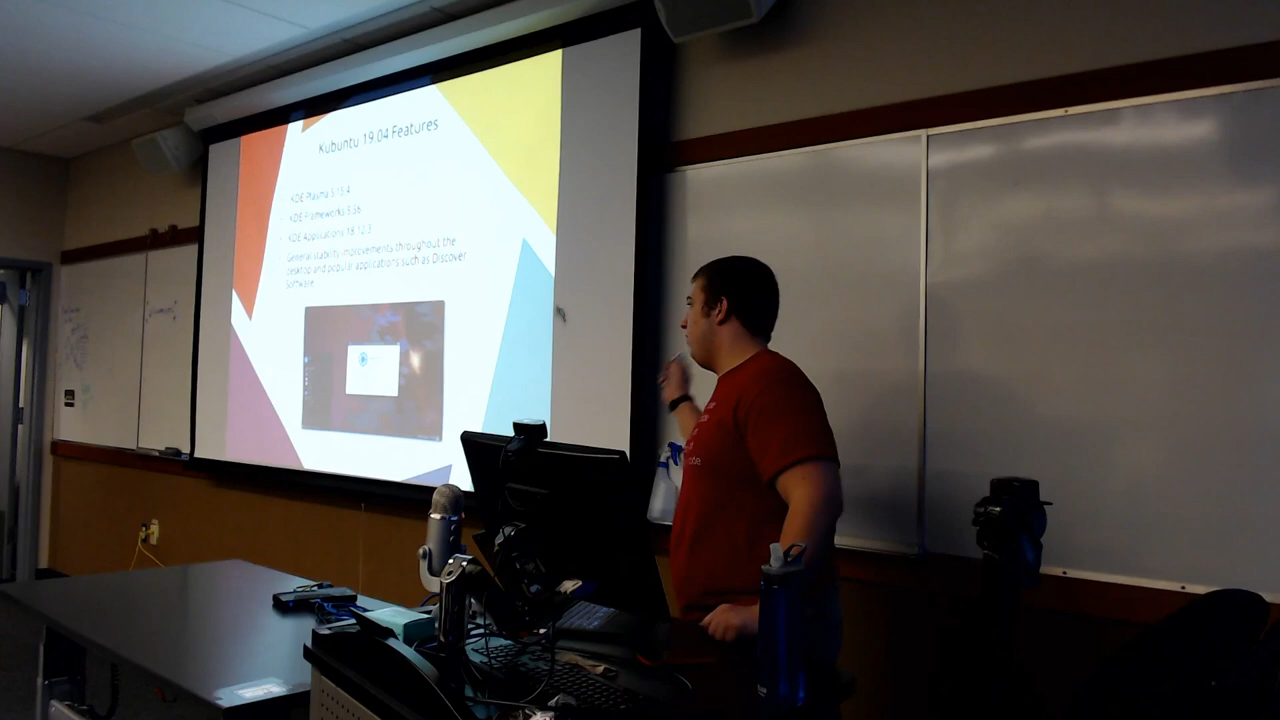 Kubuntu 19.04 Features
KDE Plasma 5.15.4
KDE Frameworks 5.56
KDE Applications 18.12.3
General stability improvements throughout the
desktop and popular applications such as Discover
Software.